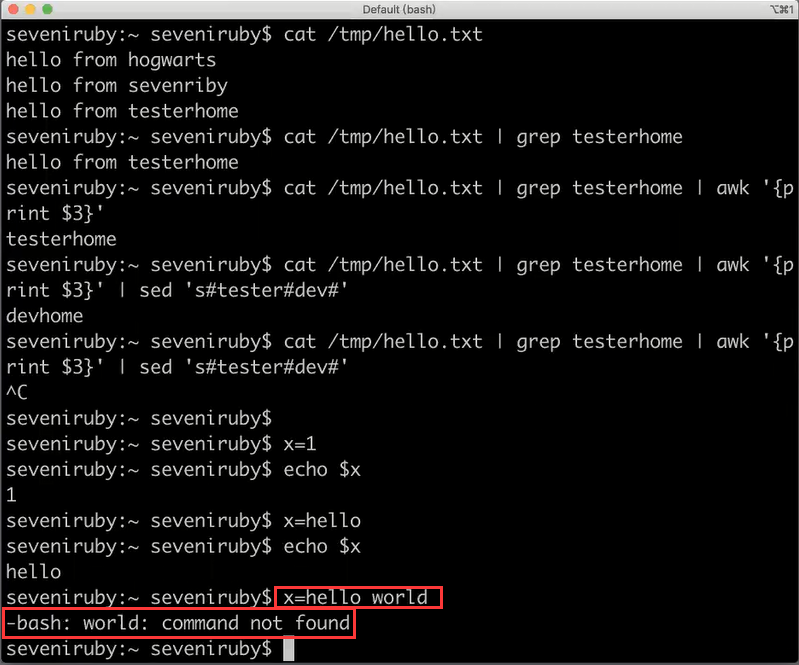 Default (bash)
⌥⌘1
seveniruby:~ seveniruby$ cat /tmp/hello.txt
hello from hogwarts
hello from sevenriby
hello from testerhome
seveniruby:~ seveniruby$ cat /tmp/hello.txt | grep testerhome
hello from testerhome
seveniruby:~ seveniruby$ cat /tmp/hello.txt | grep testerhome | awk '{p
rint $3}'
testerhome
seveniruby:~ seveniruby$ cat /tmp/hello.txt | grep testerhome | awk '{p
rint $3}' | sed 's#tester#dev#'
devhome
seveniruby:~ seveniruby$ cat /tmp/hello.txt | grep testerhome | awk '{p
rint $3}' | sed 's#tester#dev#'
^C
seveniruby:~ seveniruby$
seveniruby:~ seveniruby$ x=1
seveniruby:~ seveniruby$ echo $x
1
seveniruby:~ seveniruby$ x=hello
seveniruby:~ seveniruby$ echo $x
hello
seveniruby:~ seveniruby$ x=hello world
-bash: world: command not found
seveniruby:~ seveniruby$